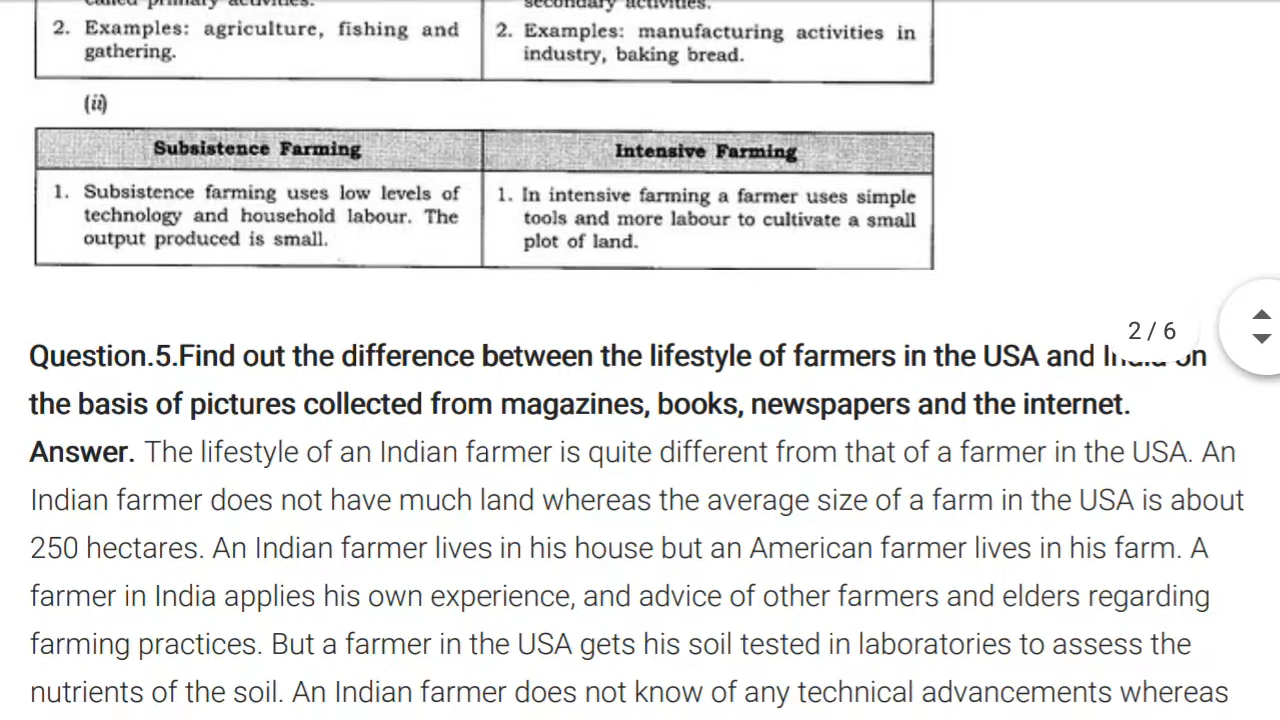 2. Examples: agriculture, fishing and
gathering.
secondary activities.
2. Examples: manufacturing activities in
industry, baking bread.
(ii)
Subsistence Farming
Intensive Farming
1. Subsistence farming uses low levels of
technology and household labour. The
output produced is small.
1. In intensive farming a farmer uses simple
tools and more labour to cultivate a small
plot of land.
2 / 6
Question.5.Find out the difference between the lifestyle of farmers in the USA and India on
the basis of pictures collected from magazines, books, newspapers and the internet.
Answer. The lifestyle of an Indian farmer is quite different from that of a farmer in the USA. An
Indian farmer does not have much land whereas the average size of a farm in the USA is about
250 hectares. An Indian farmer lives in his house but an American farmer lives in his farm. A
farmer in India applies his own experience, and advice of other farmers and elders regarding
farming practices. But a farmer in the USA gets his soil tested in laboratories to assess the
nutrients of the soil. An Indian farmer does not know of any technical advancements whereas